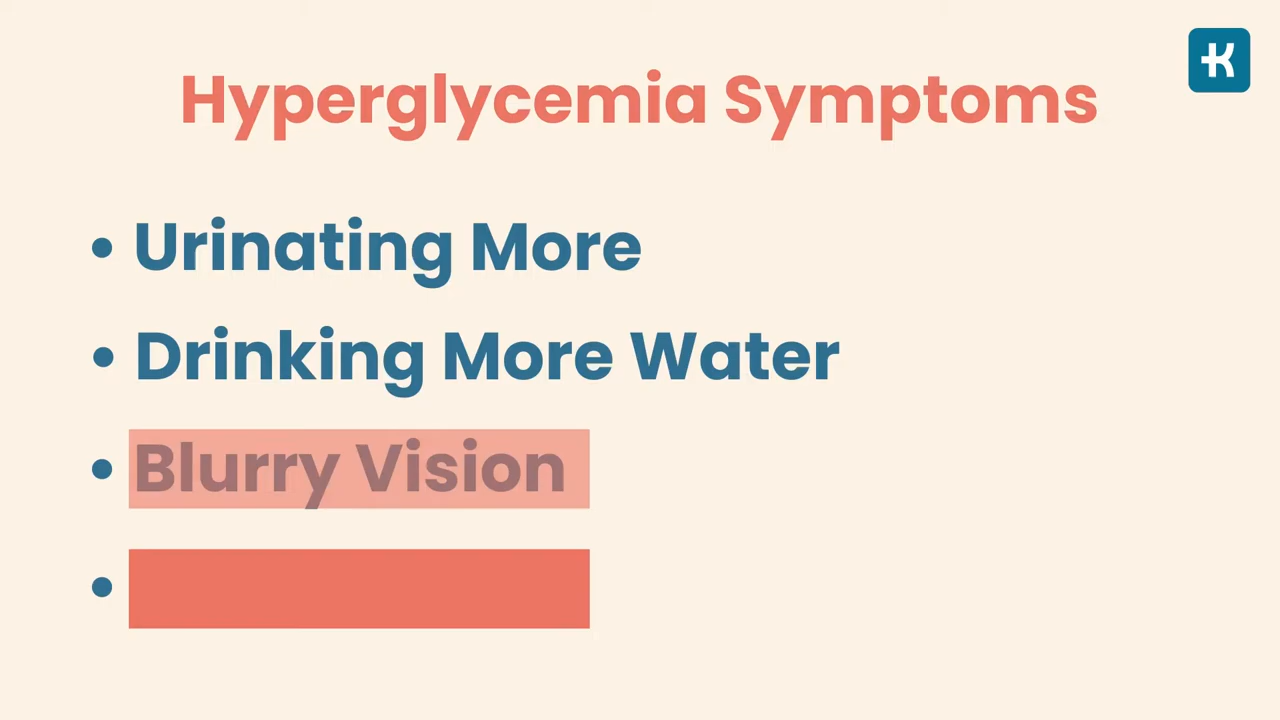 Hyperglycemia Symptoms
K
• Urinating More
• Drinking More Water
• Blurry Vision
•